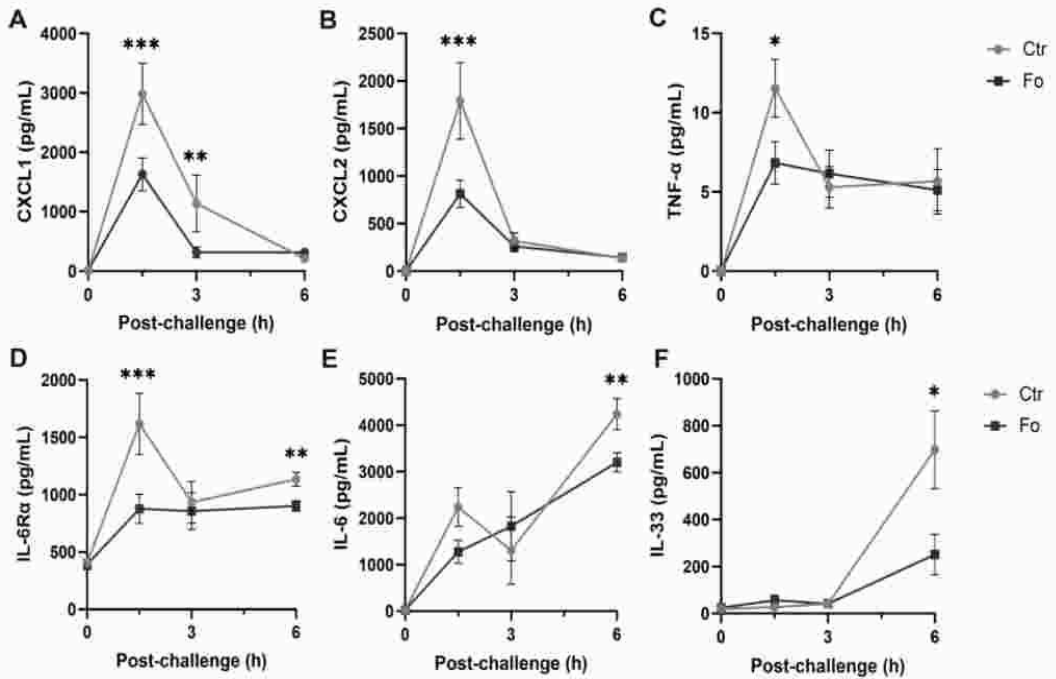 A
B
C
4000
3000
2000
1000
0
CXCL1 (pg/mL)
***
**
0
3
6
Post-challenge (h)
2500
2000
1500
1000
500
0
CXCL2 (pg/mL)
***
0
3
6
Post-challenge (h)
15
10
5
0
TNF-α (pg/mL)
*
0
3
6
Post-challenge (h)
Ctr
Fo
D
E
F
2000
1500
1000
500
0
IL-6Rα (pg/mL)
***
**
0
3
6
Post-challenge (h)
5000
4000
3000
2000
1000
0
IL-6 (pg/mL)
**
0
3
6
Post-challenge (h)
1000
800
600
400
200
0
IL-33 (pg/mL)
*
0
3
6
Post-challenge (h)
Ctr
Fo